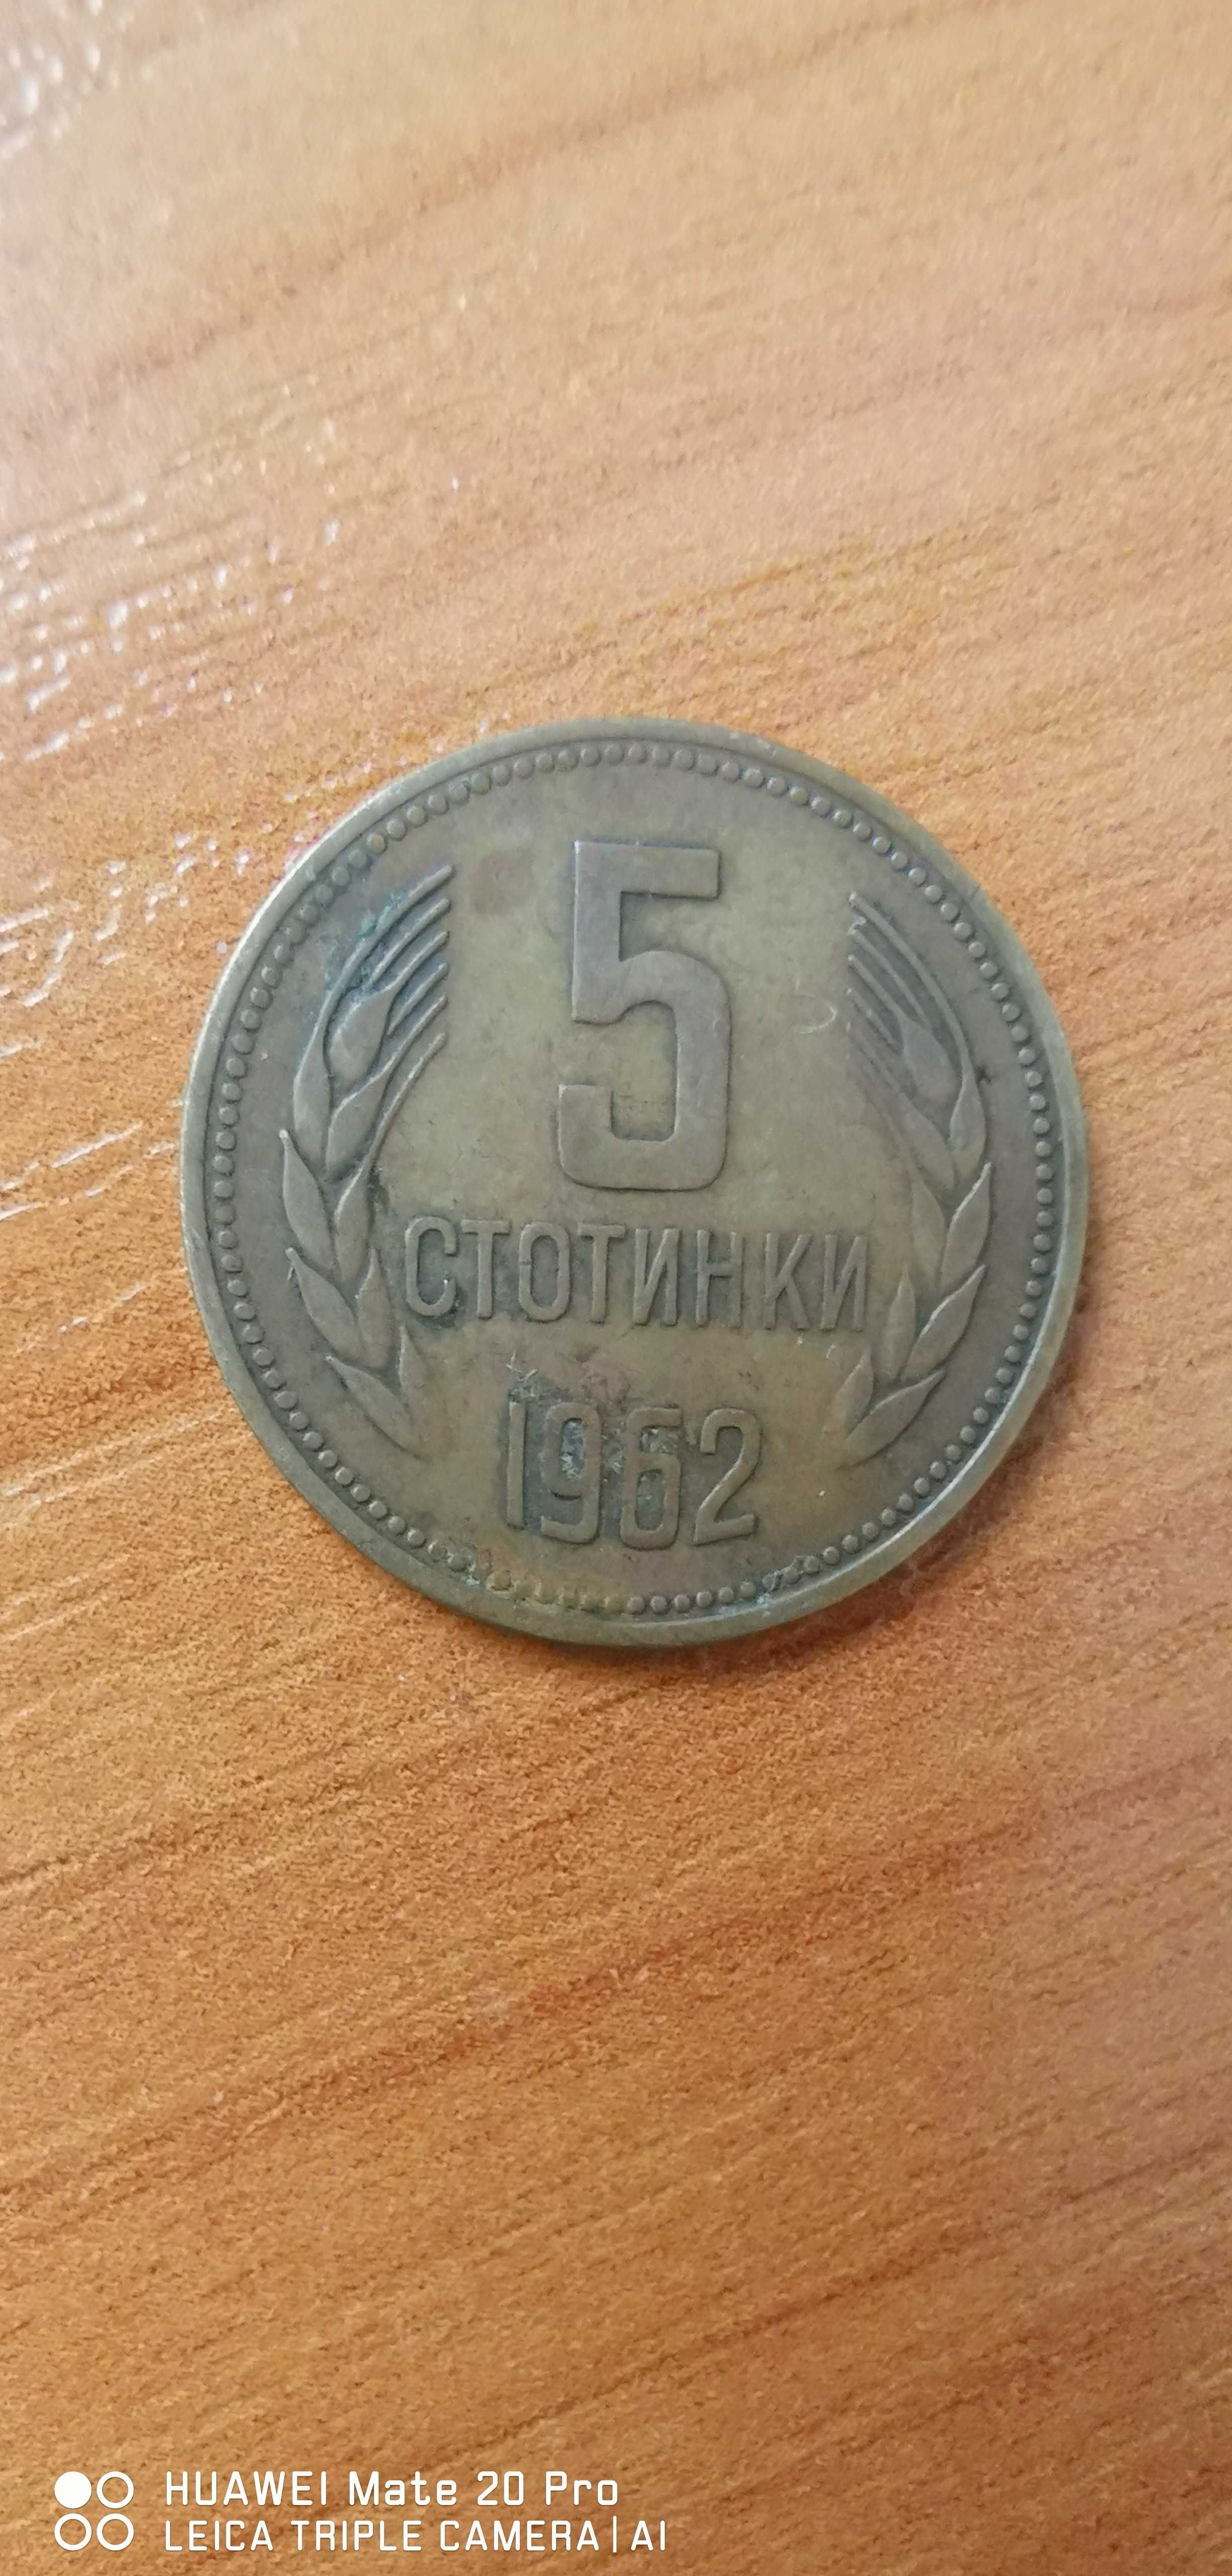 5
СТОТИНКИ
1962
HUAWEI Mate 20 Pro
LEICA TRIPLE CAMERA | AI